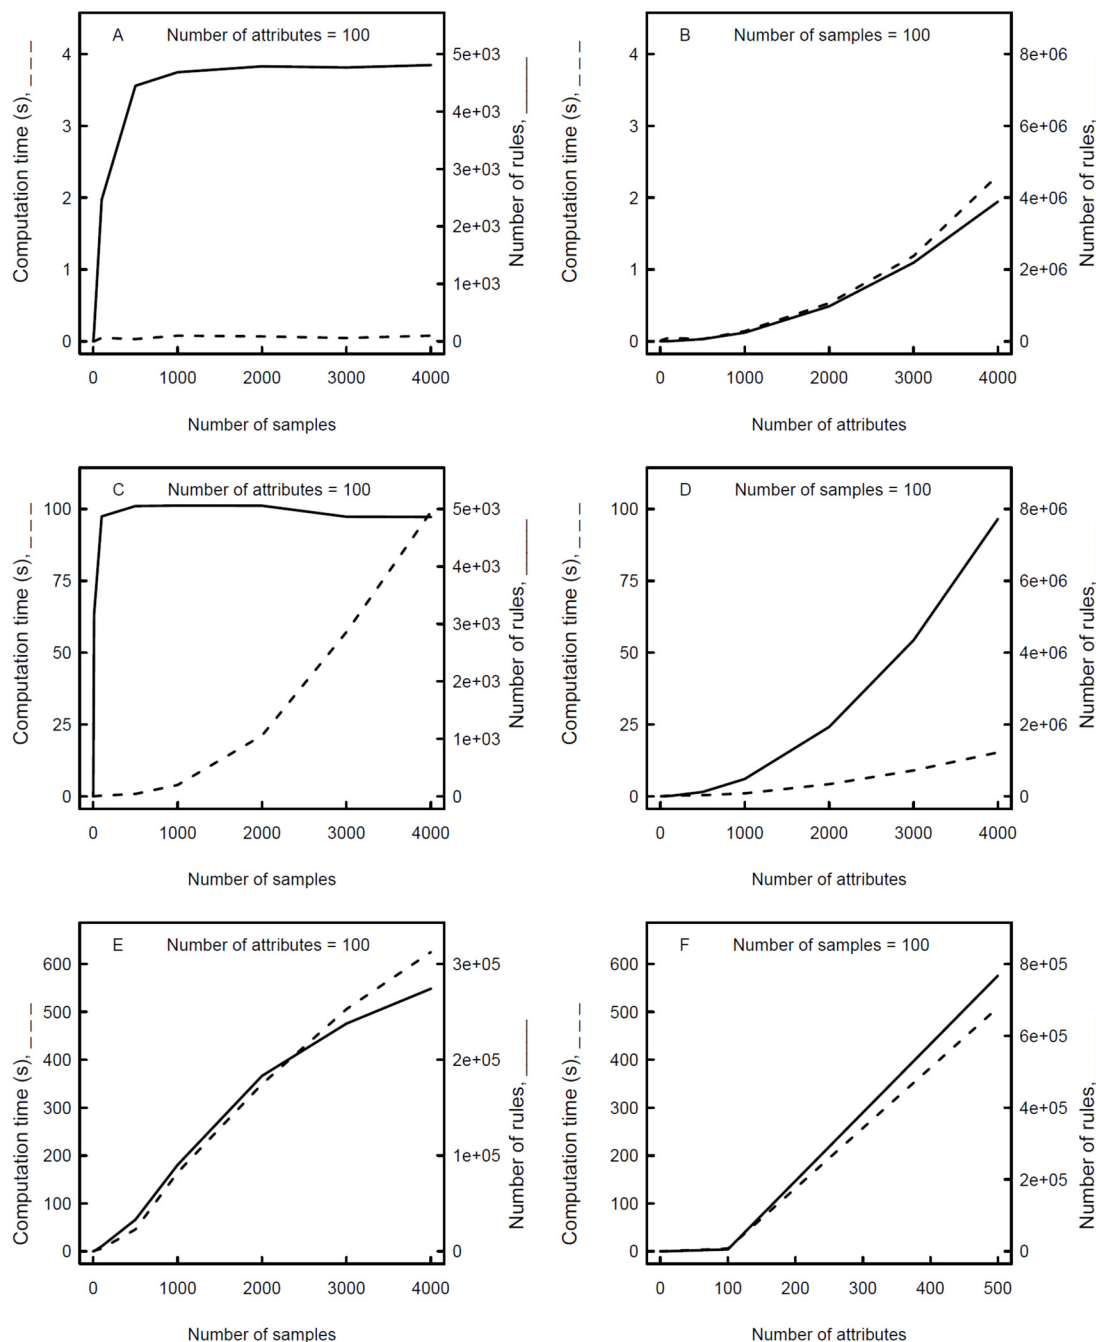 A Number of attributes = 100
Computation time (s), _ _ _
4
3
2
1
0
5e+03
4e+03
3e+03
2e+03
1e+03
0
Number of rules, ____
0 1000 2000 3000 4000
Number of samples
B Number of samples = 100
Computation time (s), _ _ _
4
3
2
1
0
8e+06
6e+06
4e+06
2e+06
0
Number of rules, ____
0 1000 2000 3000 4000
Number of attributes
C Number of attributes = 100
Computation time (s), _ _ _
100
75
50
25
0
5e+03
4e+03
3e+03
2e+03
1e+03
0
Number of rules, ____
0 1000 2000 3000 4000
Number of samples
D Number of samples = 100
Computation time (s), _ _ _
100
75
50
25
0
8e+06
6e+06
4e+06
2e+06
0
Number of rules, ____
0 1000 2000 3000 4000
Number of attributes
E Number of attributes = 100
Computation time (s), _ _ _
600
500
400
300
200
100
0
3e+05
2e+05
1e+05
0
Number of rules, ____
0 1000 2000 3000 4000
Number of samples
F Number of samples = 100
Computation time (s), _ _ _
600
500
400
300
200
100
0
8e+05
6e+05
4e+05
2e+05
0
Number of rules, ____
0 100 200 300 400 500
Number of attributes